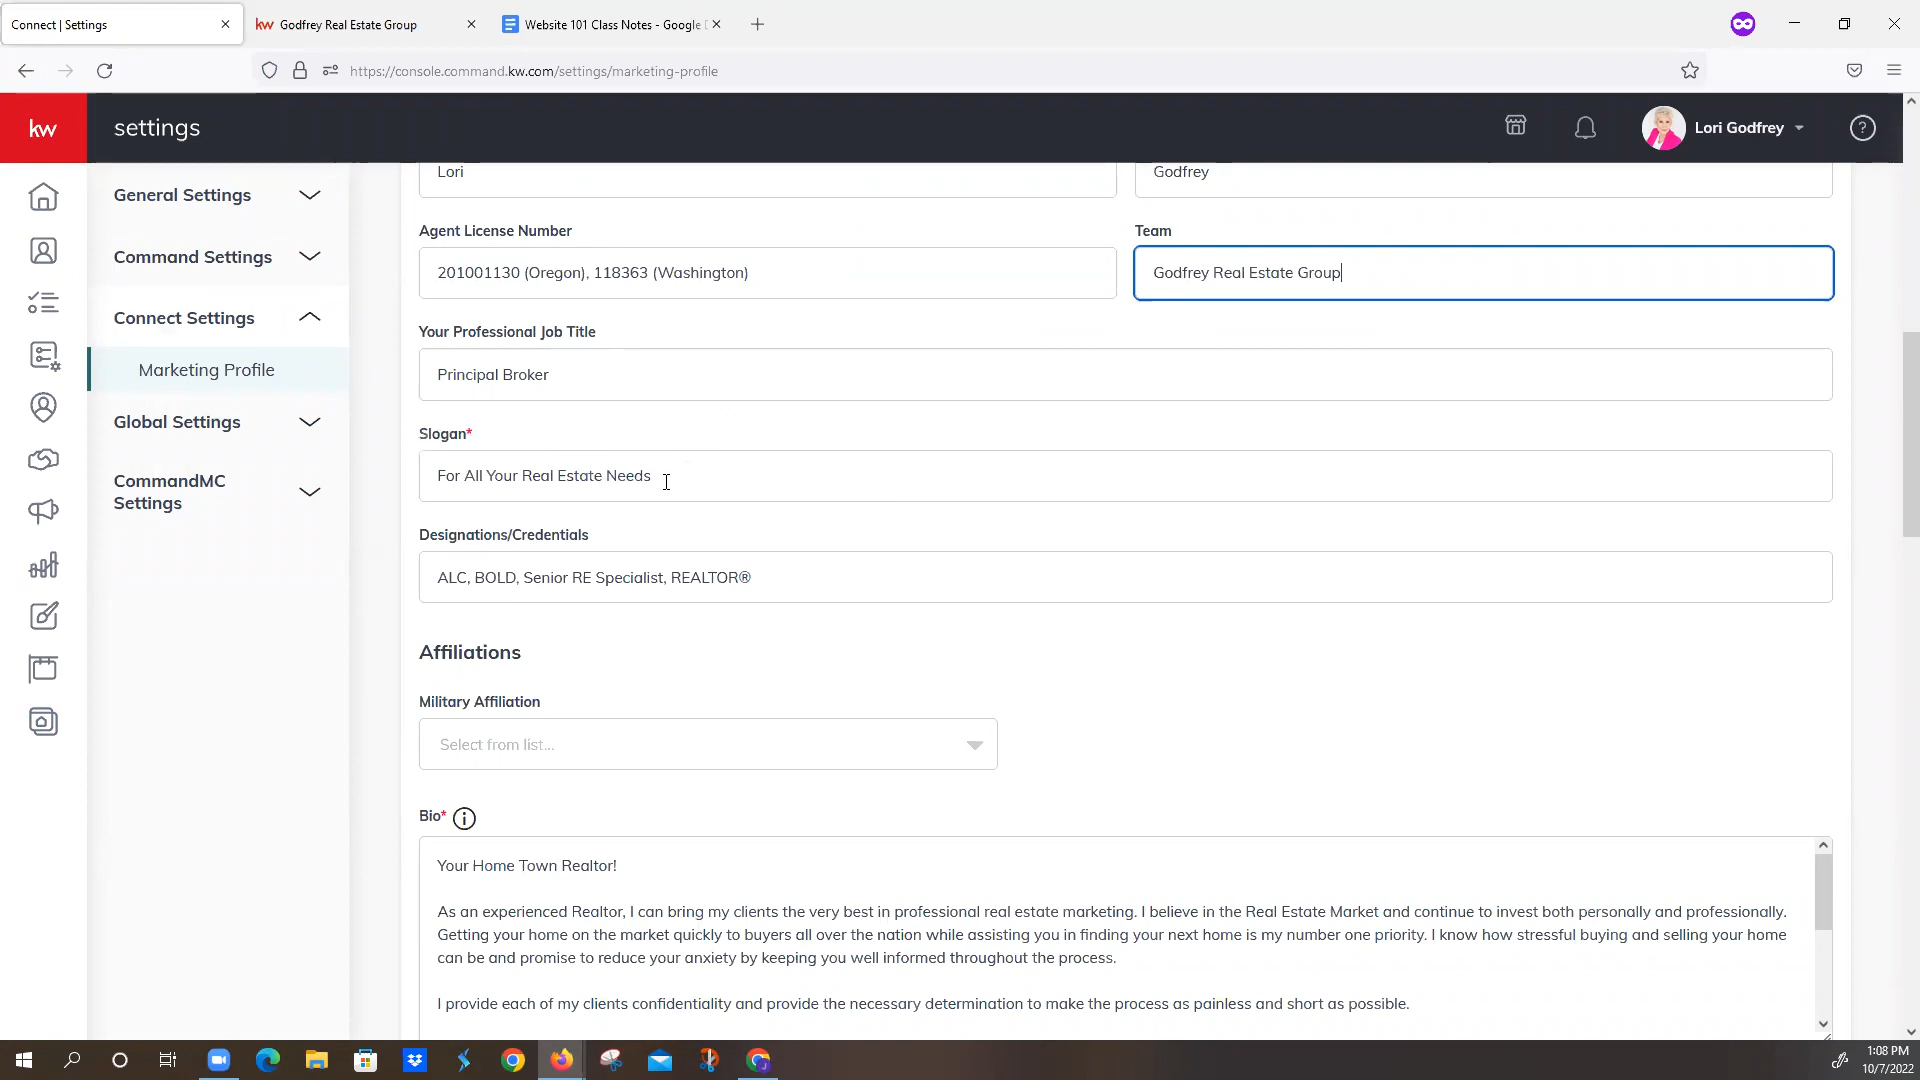 Connect | Settings
kw Godfrey Real Estate Group
Website 101 Class Notes - Google
https://console.command.kw.com/settings/marketing-profile
kw
settings
Lori Godfrey
General Settings
Command Settings
Connect Settings
Marketing Profile
Global Settings
CommandMC
Settings
Lori
Godfrey
Agent License Number
Team
201001130 (Oregon), 118363 (Washington)
Godfrey Real Estate Group
Your Professional Job Title
Principal Broker
Slogan*
For All Your Real Estate Needs
Designations/Credentials
ALC, BOLD, Senior RE Specialist, REALTOR®
Affiliations
Military Affiliation
Select from list...
Bio*
Your Home Town Realtor!
As an experienced Realtor, I can bring my clients the very best in professional real estate marketing. I believe in the Real Estate Market and continue to invest both personally and professionally.
Getting your home on the market quickly to buyers all over the nation while assisting you in finding your next home is my number one priority. I know how stressful buying and selling your home
can be and promise to reduce your anxiety by keeping you well informed throughout the process.
I provide each of my clients confidentiality and provide the necessary determination to make the process as painless and short as possible.
1:08 PM
10/7/2022